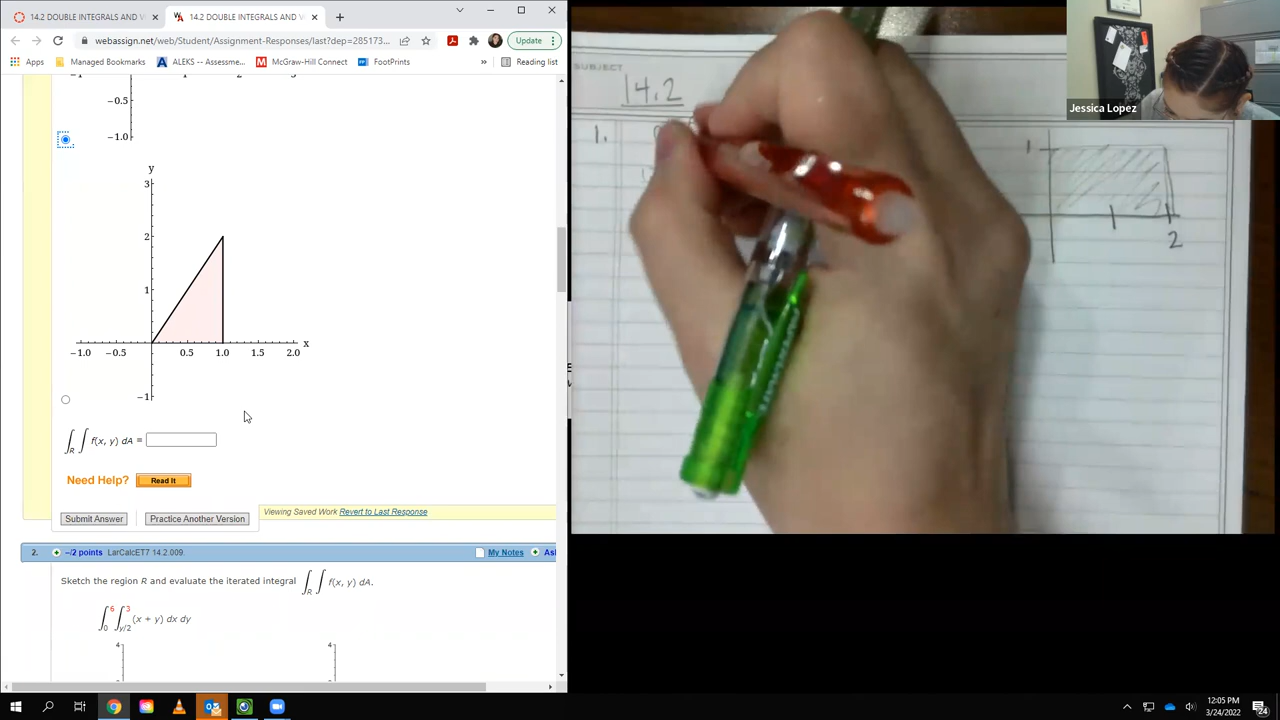 14.2 DOUBLE INTEGRALS AND V
14.2 DOUBLE INTEGRALS AND V
webassign.net/web/Student/Assignment-Responses/last?dep=285173...
Update
Apps
Managed Bookmarks
ALEKS -- Assessme...
McGraw-Hill Connect
FootPrints
»
Reading list
−1 1 2 3
−0.5
−1.0
y
3
2
1
x
−1.0 −0.5 0.5 1.0 1.5 2.0
−1
∫∫R f(x, y) dA =
Need Help? Read It
Viewing Saved Work Revert to Last Response
Submit Answer Practice Another Version
2. –/2 points LarCalcET7 14.2.009.
My Notes
Sketch the region R and evaluate the iterated integral ∫∫R f(x, y) dA.
∫₀⁶ ∫y/2³ (x + y) dx dy
4 4
SUBJECT
14.2
1.
1
2
Jessica Lopez
12:05 PM
3/24/2022
24